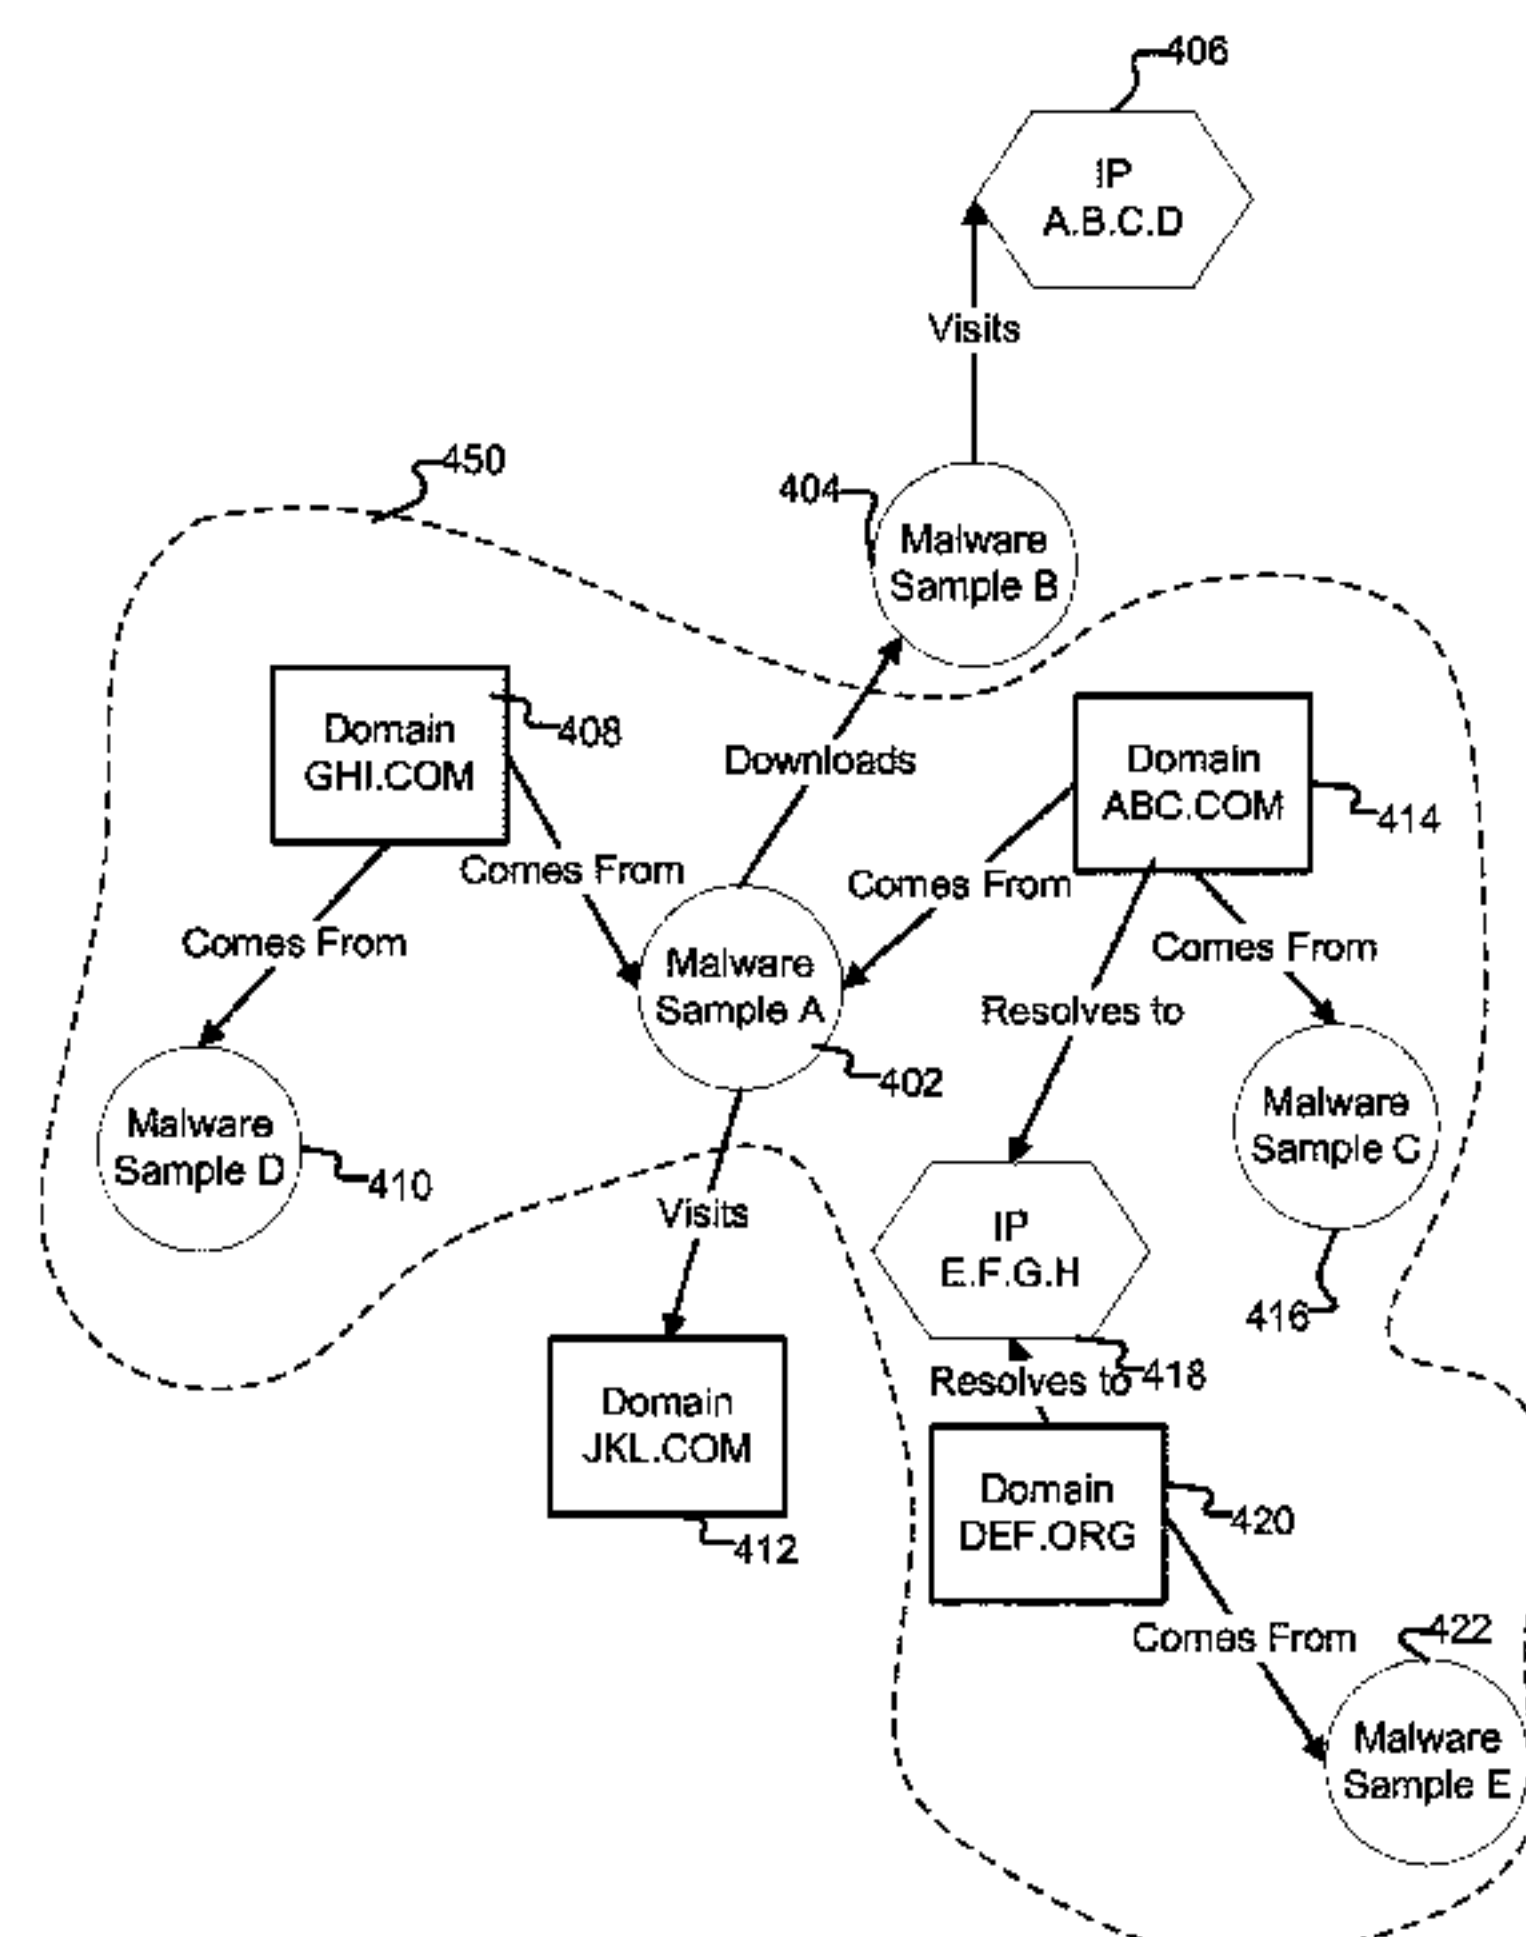 406
IP
A.B.C.D
Visits
450
404
Malware
Sample B
Domain
GHI.COM
408
Downloads
Domain
ABC.COM
414
Comes From
Comes From
Comes From
Comes From
Malware
Sample A
402
Resolves to
Malware
Sample D
410
Malware
Sample C
416
Visits
IP
E.F.G.H
418
Resolves to
Domain
JKL.COM
412
Domain
DEF.ORG
420
Comes From
422
Malware
Sample E